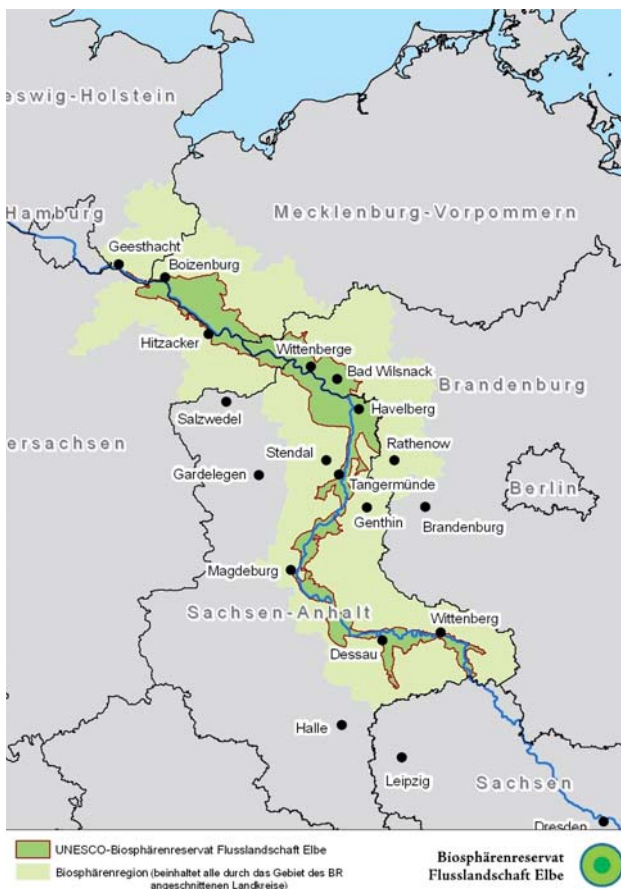 eswig-Holstein
Hamburg
Mecklenburg-Vorpommern
Geesthacht
Boizenburg
Hitzacker
Wittenberge
Bad Wilsnack
Brandenburg
Salzwedel
Havelberg
ersachsen
Stendal
Rathenow
Gardelegen
Tangermünde
Berlin
Genthin
Brandenburg
Magdeburg
Sachsen-Anhalt
Wittenberg
Dessau
Halle
Leipzig
Sachsen
Dresden
UNESCO-Biosphärenreservat Flusslandschaft Elbe
Biosphärenregion (beinhaltet alle durch das Gebiet des BR
angeschnittenen Landkreise)
Biosphärenreservat
Flusslandschaft Elbe